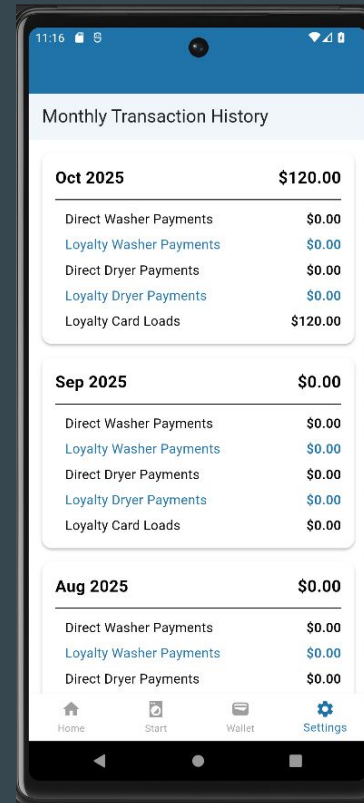 11:16
Monthly Transaction History
Oct 2025 $120.00
Direct Washer Payments $0.00
Loyalty Washer Payments $0.00
Direct Dryer Payments $0.00
Loyalty Dryer Payments $0.00
Loyalty Card Loads $120.00
Sep 2025 $0.00
Direct Washer Payments $0.00
Loyalty Washer Payments $0.00
Direct Dryer Payments $0.00
Loyalty Dryer Payments $0.00
Loyalty Card Loads $0.00
Aug 2025 $0.00
Direct Washer Payments $0.00
Loyalty Washer Payments $0.00
Direct Dryer Payments $0.00
Home Start Wallet Settings